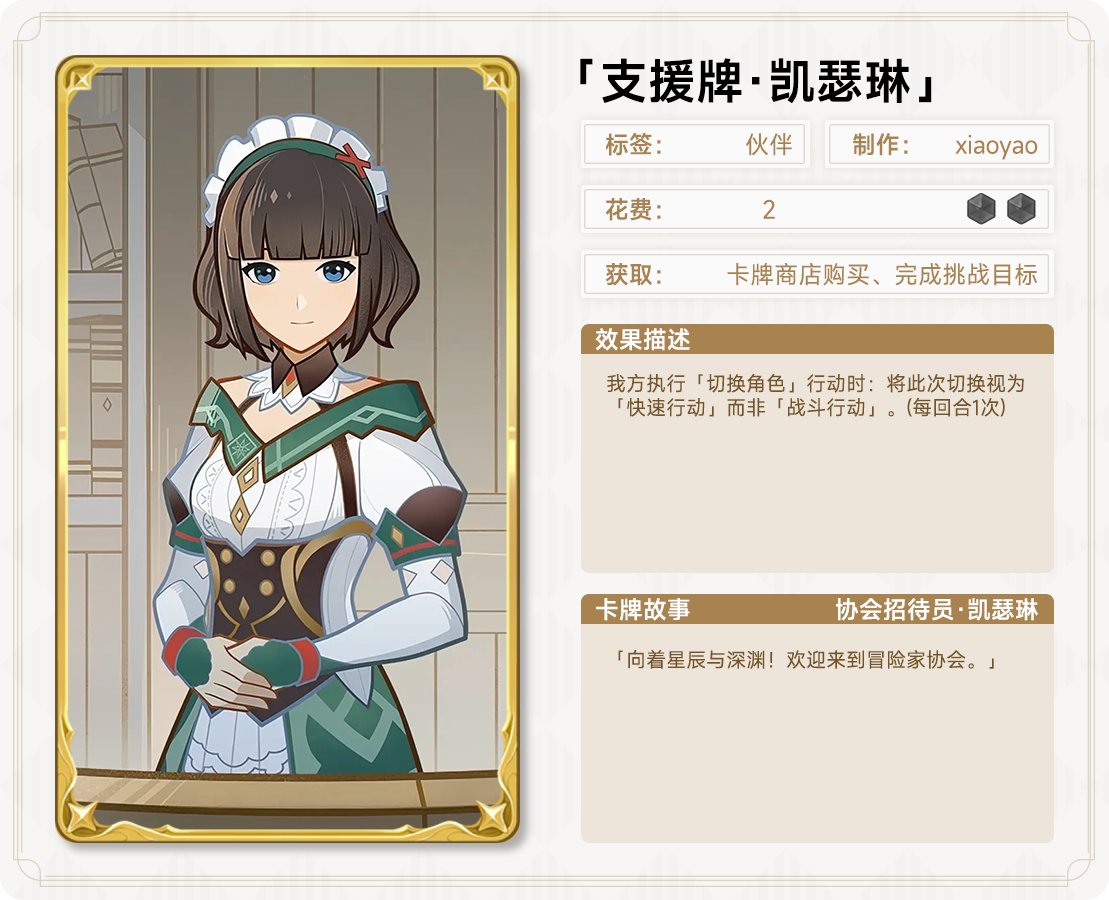 「支援牌·凯瑟琳」
标签： 伙伴 制作： xiaoyao
花费： 2
获取： 卡牌商店购买、完成挑战目标
效果描述
我方执行「切换角色」行动时：将此次切换视为
「快速行动」而非「战斗行动」。(每回合1次)
卡牌故事 协会招待员·凯瑟琳
「向着星辰与深渊！欢迎来到冒险家协会。」